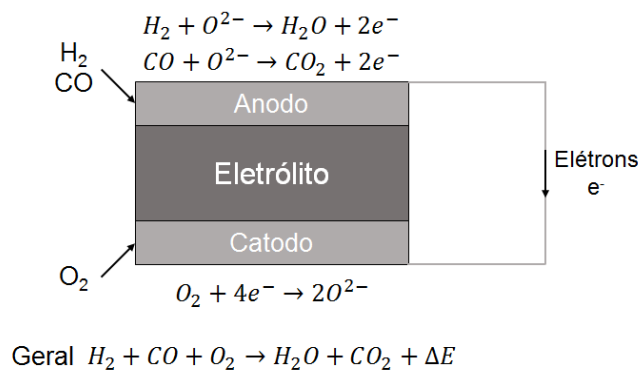 H₂ + O²⁻ → H₂O + 2e⁻
CO + O²⁻ → CO₂ + 2e⁻
H₂
CO
Anodo
Eletrólito
Elétrons
e⁻
Catodo
O₂
O₂ + 4e⁻ → 2O²⁻
Geral H₂ + CO + O₂ → H₂O + CO₂ + ΔE